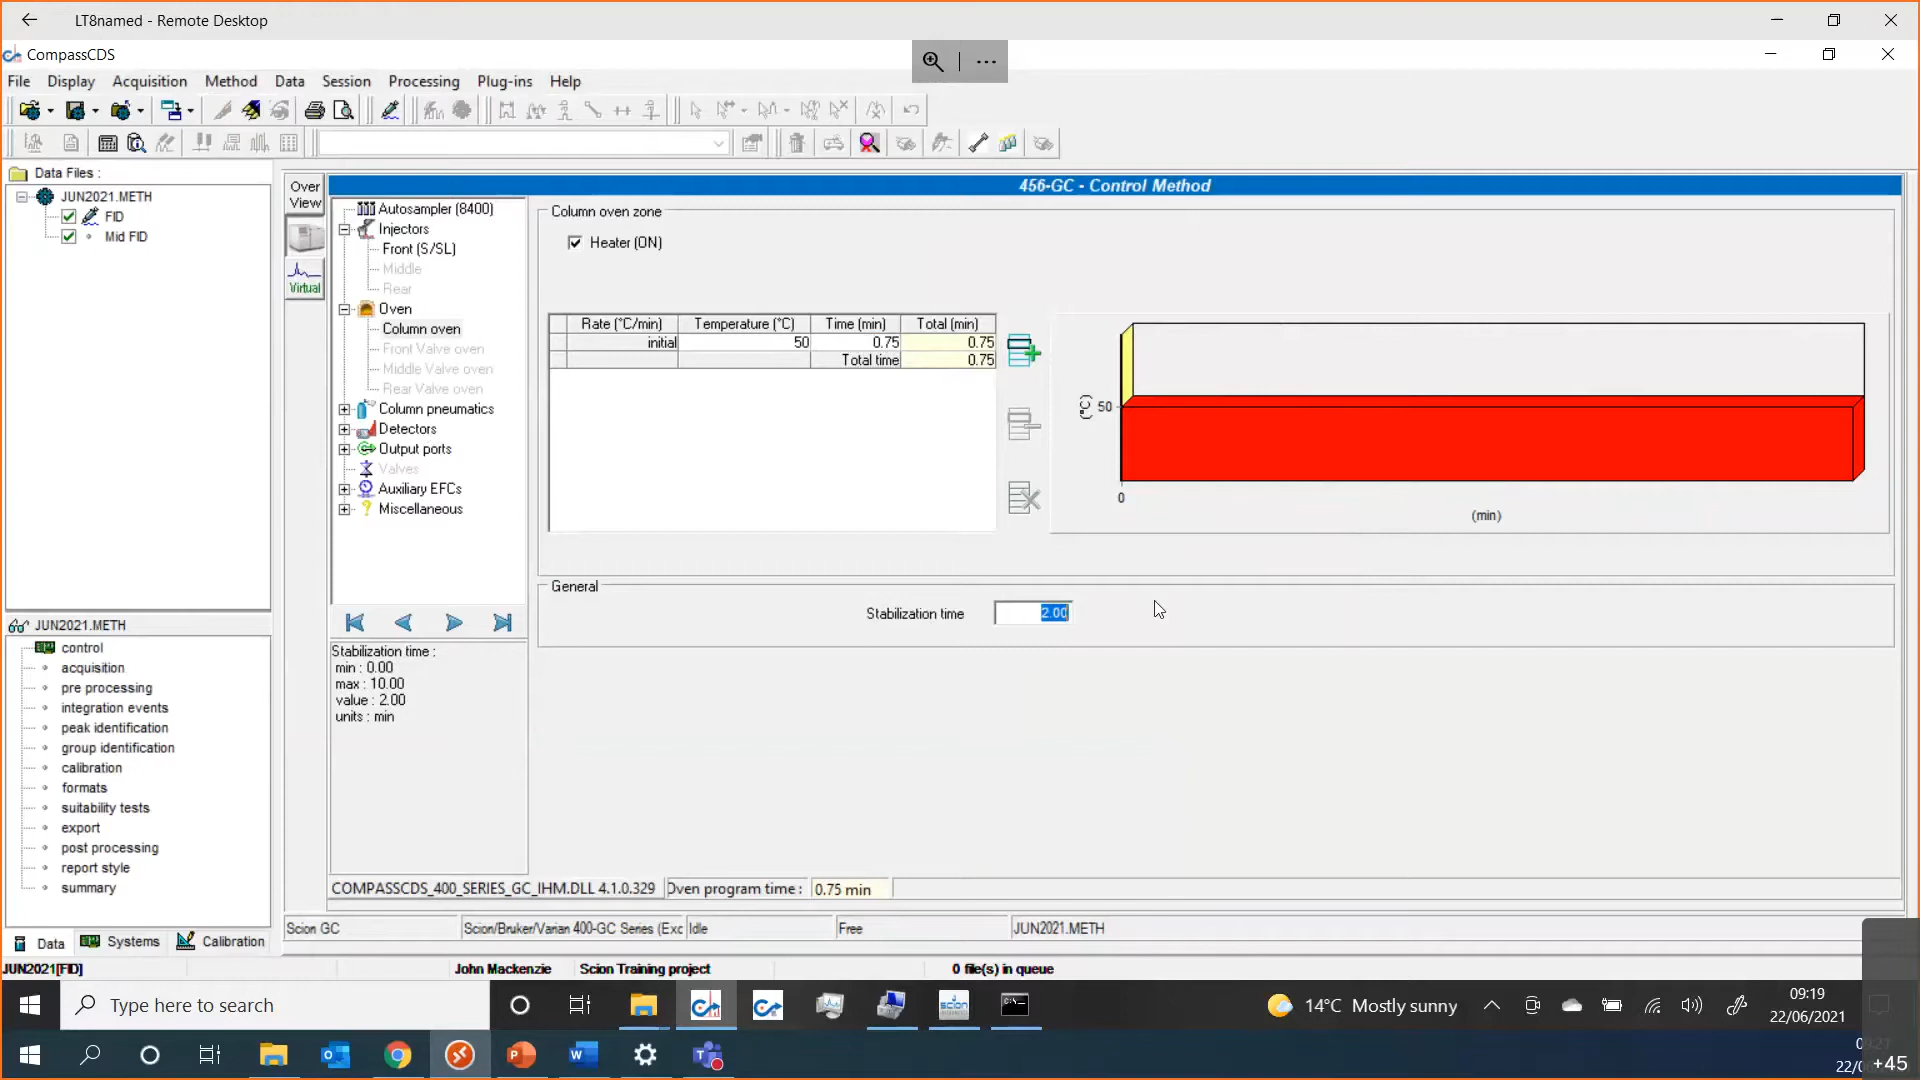 LT8named - Remote Desktop
CompassCDS
File Display Acquisition Method Data Session Processing Plug-ins Help
Data Files :
JUN2021.METH
FID
Mid FID
Over
View
Virtual
456-GC - Control Method
Autosampler (8400)
Injectors
Front (S/SL)
Middle
Rear
Oven
Column oven
Front Valve oven
Middle Valve oven
Rear Valve oven
Column pneumatics
Detectors
Output ports
Valves
Auxiliary EFCs
Miscellaneous
Column oven zone
Heater (ON)
Rate (°C/min) Temperature (°C) Time (min) Total (min)
initial 50 0.75 0.75
Total time 0.75
(°C)
50
0
(min)
General
Stabilization time 2.00
Stabilization time :
min : 0.00
max : 10.00
value : 2.00
units : min
JUN2021.METH
control
acquisition
pre processing
integration events
peak identification
group identification
calibration
formats
suitability tests
export
post processing
report style
summary
COMPASSCDS_400_SERIES_GC_IHM.DLL 4.1.0.329 Oven program time : 0.75 min
Scion GC Scion/Bruker/Varian 400-GC Series (Exc Idle Free JUN2021.METH
Data Systems Calibration
JUN2021[FID] John Mackenzie Scion Training project 0 file(s) in queue
Type here to search
scion
14°C Mostly sunny
09:19
22/06/2021
+45